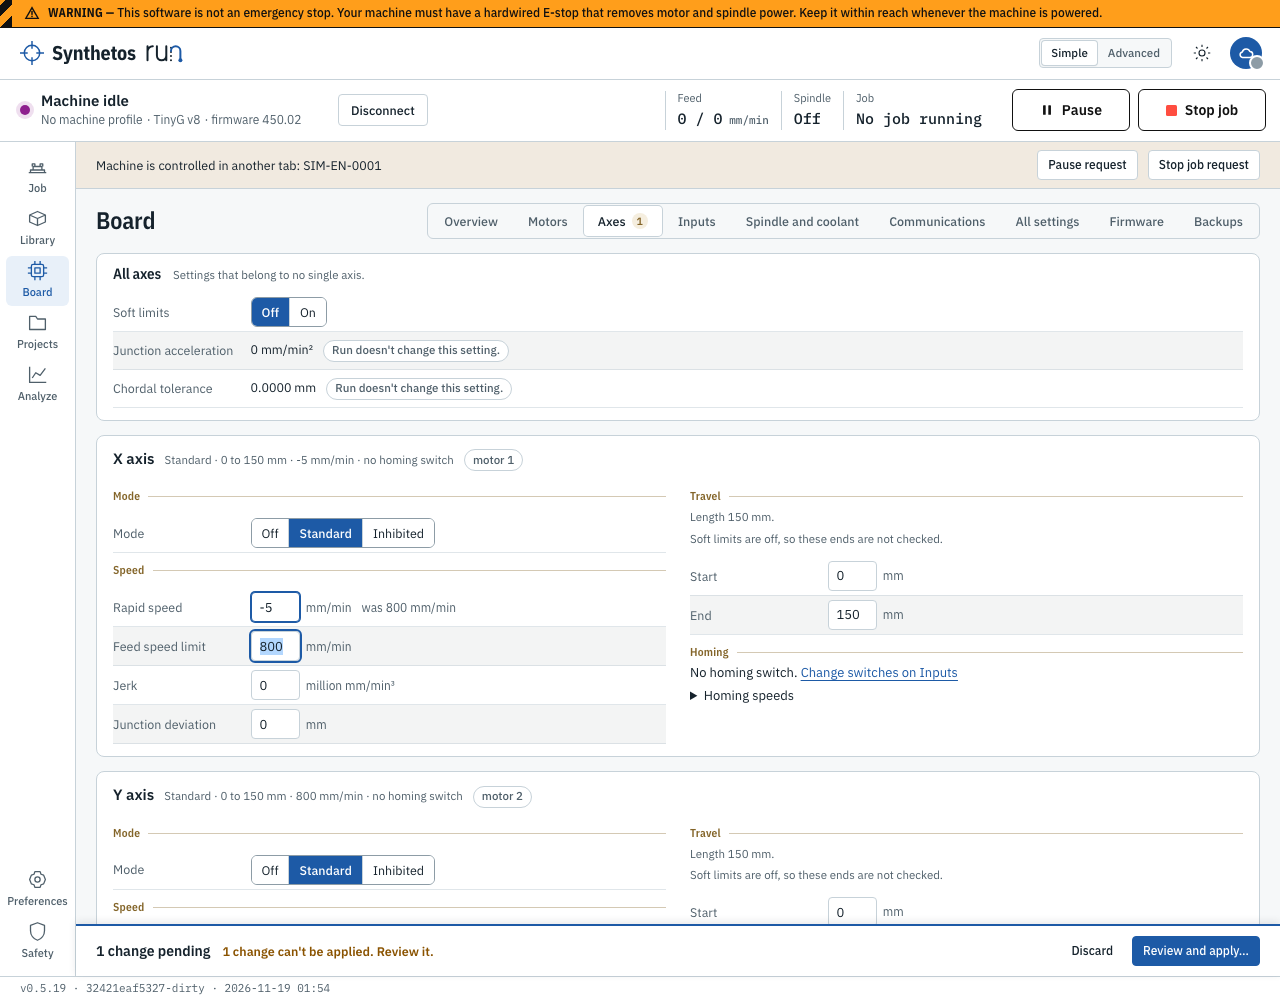 WARNING — This software is not an emergency stop. Your machine must have a hardwired E-stop that removes motor and spindle power. Keep it within reach whenever the machine is powered.
Synthetos run
Simple Advanced
Machine idle
No machine profile · TinyG v8 · firmware 450.02
Disconnect
Feed
0 / 0 mm/min
Spindle
Off
Job
No job running
Pause
Stop job
Job
Library
Board
Projects
Analyze
Preferences
Safety
Machine is controlled in another tab: SIM-EN-0001
Pause request
Stop job request
Board
Overview Motors Axes 1 Inputs Spindle and coolant Communications All settings Firmware Backups
All axes Settings that belong to no single axis.
Soft limits Off On
Junction acceleration 0 mm/min² Run doesn't change this setting.
Chordal tolerance 0.0000 mm Run doesn't change this setting.
X axis Standard · 0 to 150 mm · -5 mm/min · no homing switch motor 1
Mode
Mode Off Standard Inhibited
Speed
Rapid speed -5 mm/min was 800 mm/min
Feed speed limit 800 mm/min
Jerk 0 million mm/min³
Junction deviation 0 mm
Travel
Length 150 mm.
Soft limits are off, so these ends are not checked.
Start 0 mm
End 150 mm
Homing
No homing switch. Change switches on Inputs
Homing speeds
Y axis Standard · 0 to 150 mm · 800 mm/min · no homing switch motor 2
Mode
Mode Off Standard Inhibited
Speed
Travel
Length 150 mm.
Soft limits are off, so these ends are not checked.
Start 0 mm
1 change pending 1 change can't be applied. Review it.
Discard
Review and apply...
v0.5.19 · 32421eaf5327-dirty · 2026-11-19 01:54